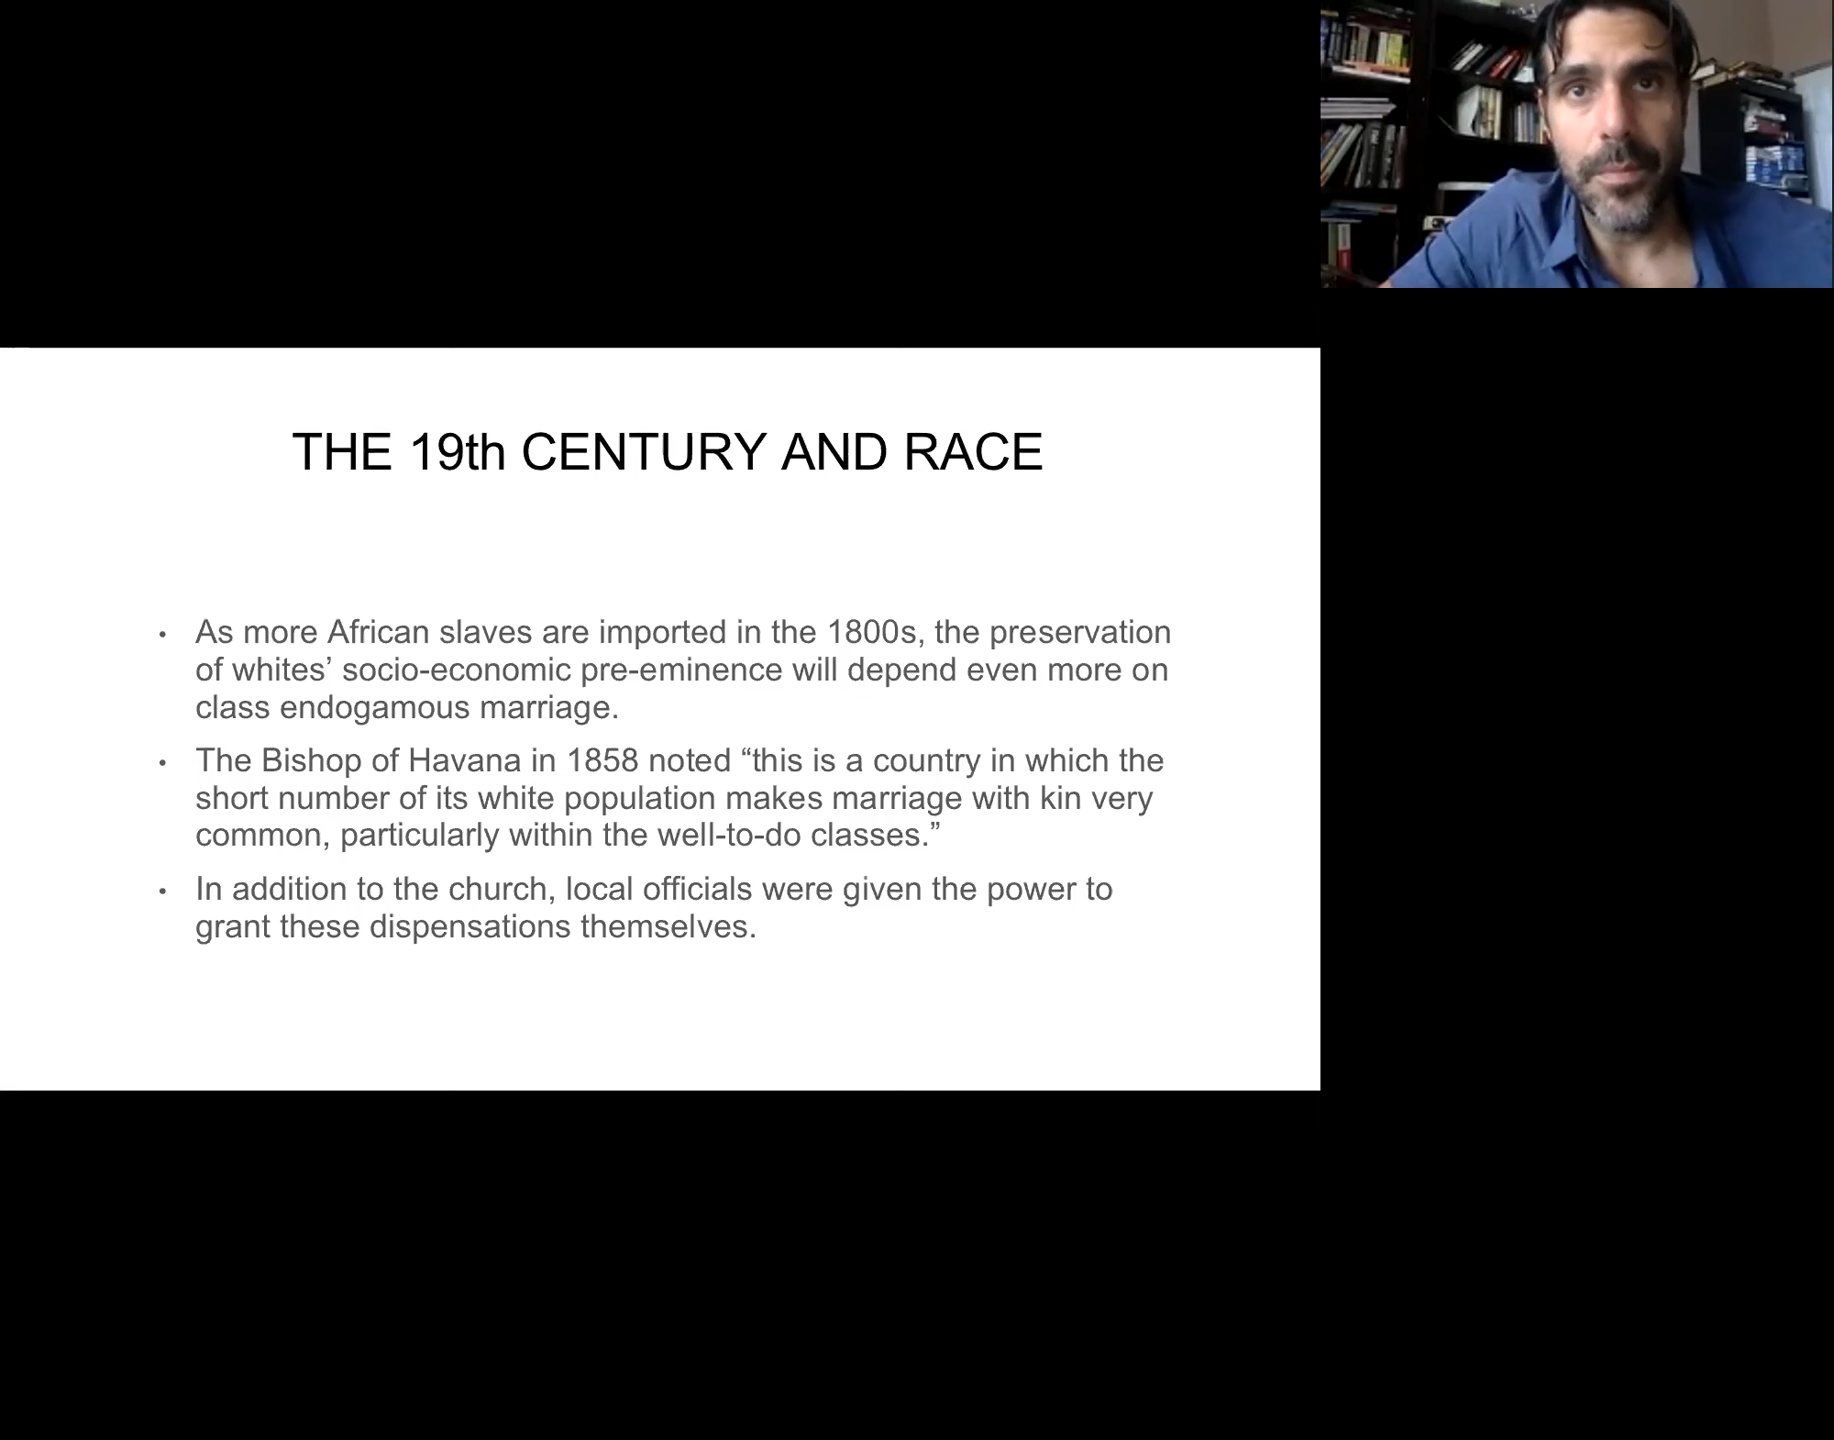 THE 19th CENTURY AND RACE
• As more African slaves are imported in the 1800s, the preservation
of whites’ socio-economic pre-eminence will depend even more on
class endogamous marriage.
• The Bishop of Havana in 1858 noted “this is a country in which the
short number of its white population makes marriage with kin very
common, particularly within the well-to-do classes.”
• In addition to the church, local officials were given the power to
grant these dispensations themselves.